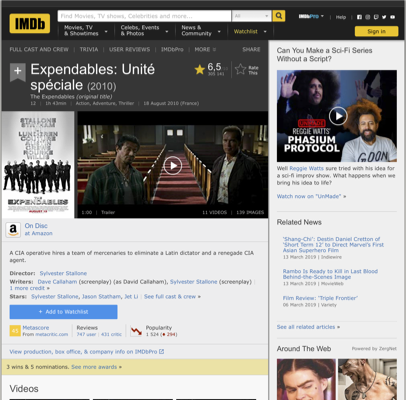 IMDb
Find Movies, TV shows, Celebrities and more...
All
IMDbPro
Help
Movies, TV & Showtimes
Celebs, Events & Photos
News & Community
Watchlist
Sign in
FULL CAST AND CREW | TRIVIA | USER REVIEWS | IMDbPro | MORE
SHARE
Expendables: Unité
spéciale (2010)
The Expendables (original title)
12 | 1h 43min | Action, Adventure, Thriller | 18 August 2010 (France)
6,5
Rate This
STALLONE
STATHAM
LI
LUNDGREN
COUTURE
AUSTIN
CREWS
ROURKE
THE
EXPENDABLES
1:00 | Trailer
11 VIDEOS | 139 IMAGES
On Disc
at Amazon
A CIA operative hires a team of mercenaries to eliminate a Latin dictator and a renegade CIA
agent.
Director: Sylvester Stallone
Writers: Dave Callaham (screenplay) (as David Callaham), Sylvester Stallone (screenplay)
1 more credit »
Stars: Sylvester Stallone, Jason Statham, Jet Li | See full cast & crew »
+ Add to Watchlist
45
Metascore
From metacritic.com
Reviews
747 user | 431 critic
Popularity
1 524 (294)
View production, box office, & company info on IMDbPro
3 wins & 5 nominations. See more awards »
Videos
Can You Make a Sci-Fi Series
Without a Script?
REGGIE WATTS'
PHASIUM
PROTOCOL
Well Reggie Watts sure tried with his idea
for a sci-fi improv show. What happens when
we bring his idea to life?
Watch now on "UnMade" »
Related News
'Shang-Chi': Destin Daniel Cretton of
'Short Term 12' to Direct Marvel's First
Asian Superhero Film
13 March 2019 | Indiewire
Rambo Is Ready to Kill in Last Blood
Behind-the-Scenes Image
13 March 2019 | MovieWeb
Film Review: 'Triple Frontier'
06 March 2019 | Variety
See all related articles »
Around The Web
Powered by ZergNet